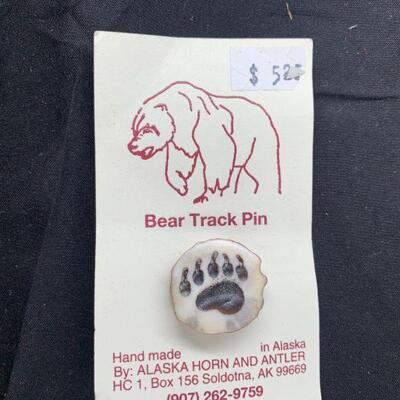 $ 525
Bear Track Pin
Hand made in Alaska
By: ALASKA HORN AND ANTLER
HC 1, Box 156 Soldotna, AK 99669
(907) 262-9759